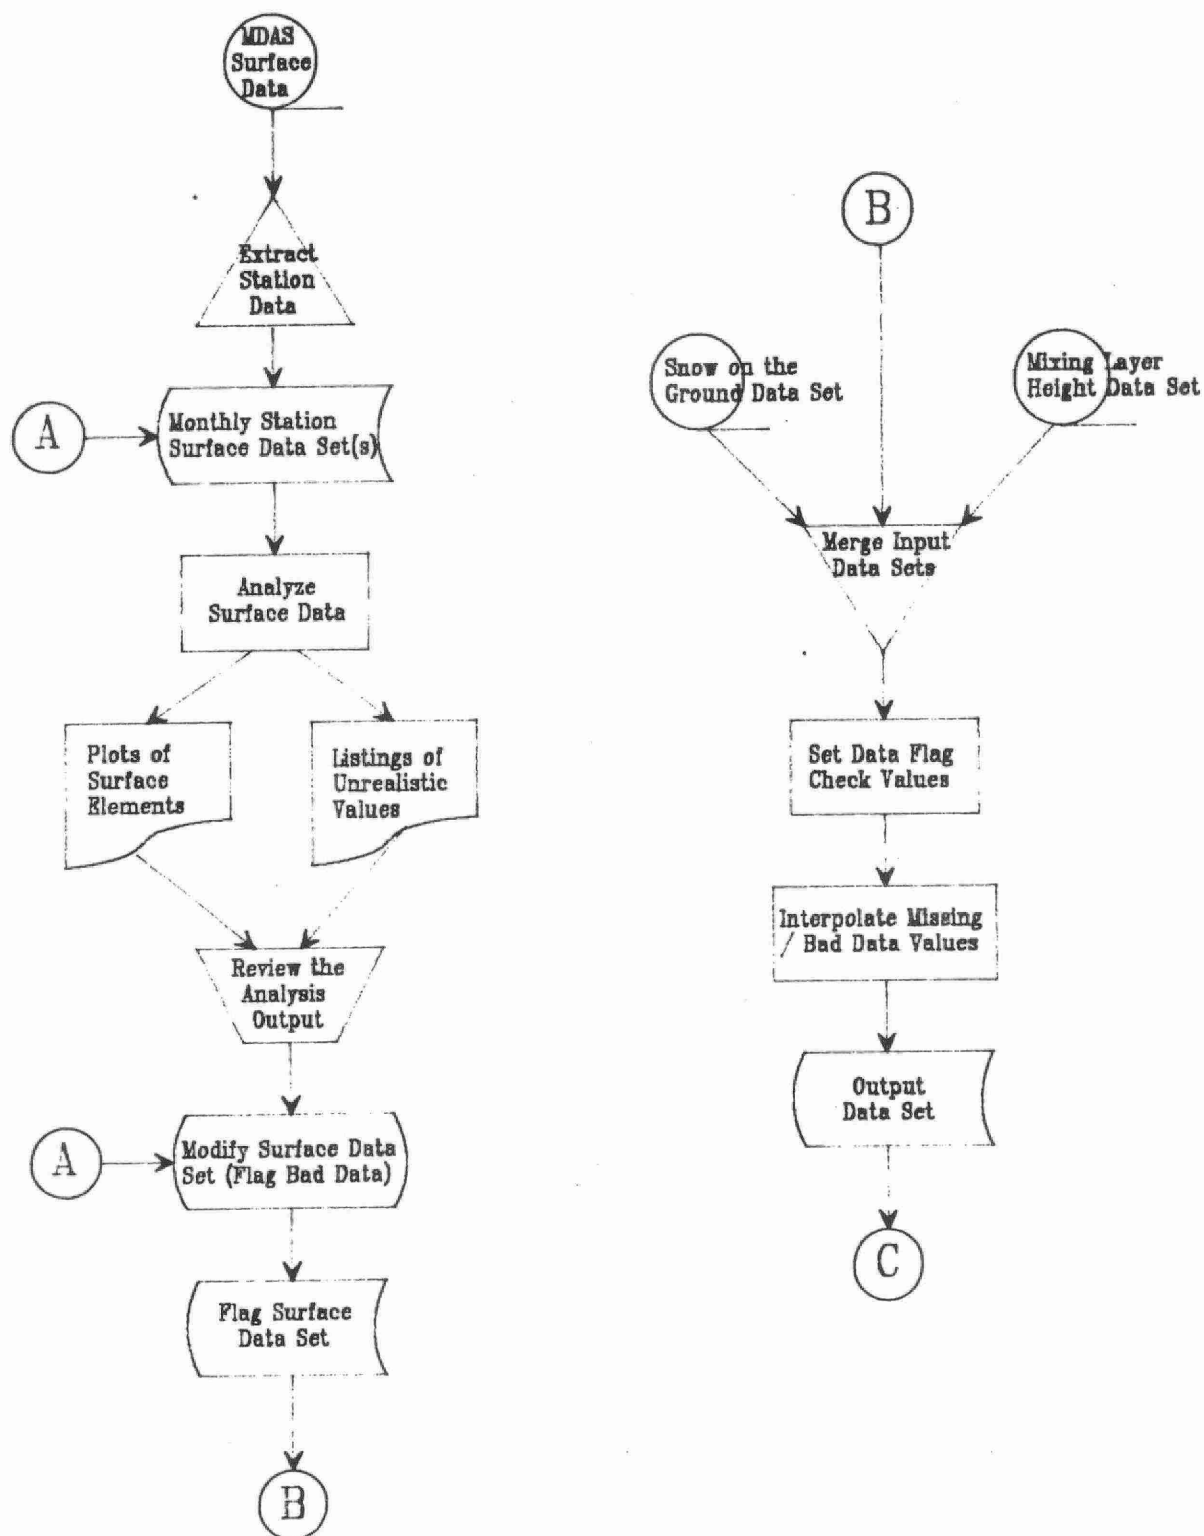 MDAS
Surface
Data
Extract
Station
Data
A
Monthly Station
Surface Data Set(s)
Analyze
Surface Data
Plots of
Surface
Elements
Listings of
Unrealistic
Values
Review the
Analysis
Output
A
Modify Surface Data
Set (Flag Bad Data)
Flag Surface
Data Set
B
B
Snow on the
Ground Data Set
Mixing Layer
Height Data Set
Merge Input
Data Sets
Set Data Flag
Check Values
Interpolate Missing
/ Bad Data Values
Output
Data Set
C